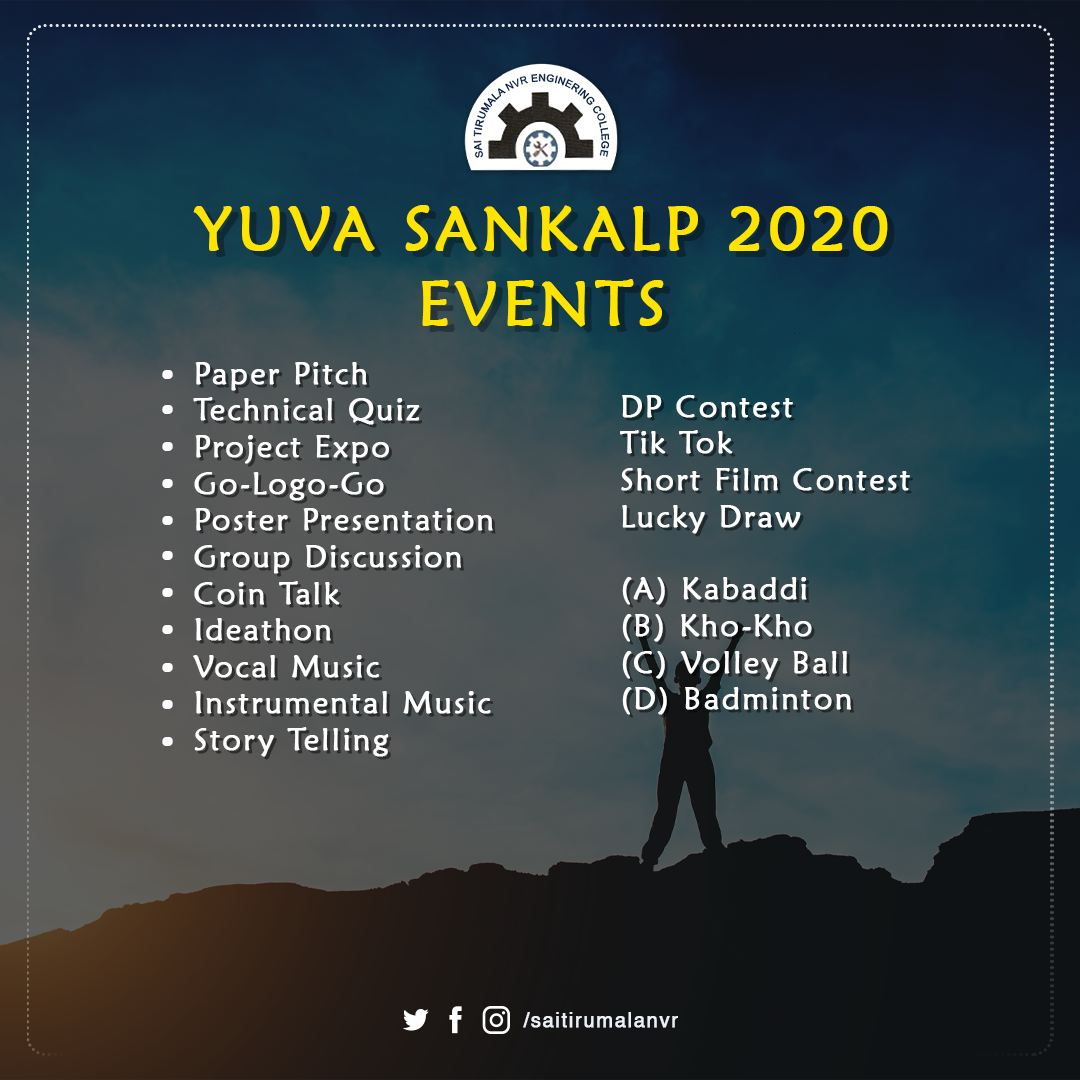 SAI TIRUMALA NVR ENGINERING COLLEGE
YUVA SANKALP 2020
EVENTS
• Paper Pitch
• Technical Quiz
• Project Expo
• Go-Logo-Go
• Poster Presentation
• Group Discussion
• Coin Talk
• Ideathon
• Vocal Music
• Instrumental Music
• Story Telling
DP Contest
Tik Tok
Short Film Contest
Lucky Draw
(A) Kabaddi
(B) Kho-Kho
(C) Volley Ball
(D) Badminton
/saitirumalanvr